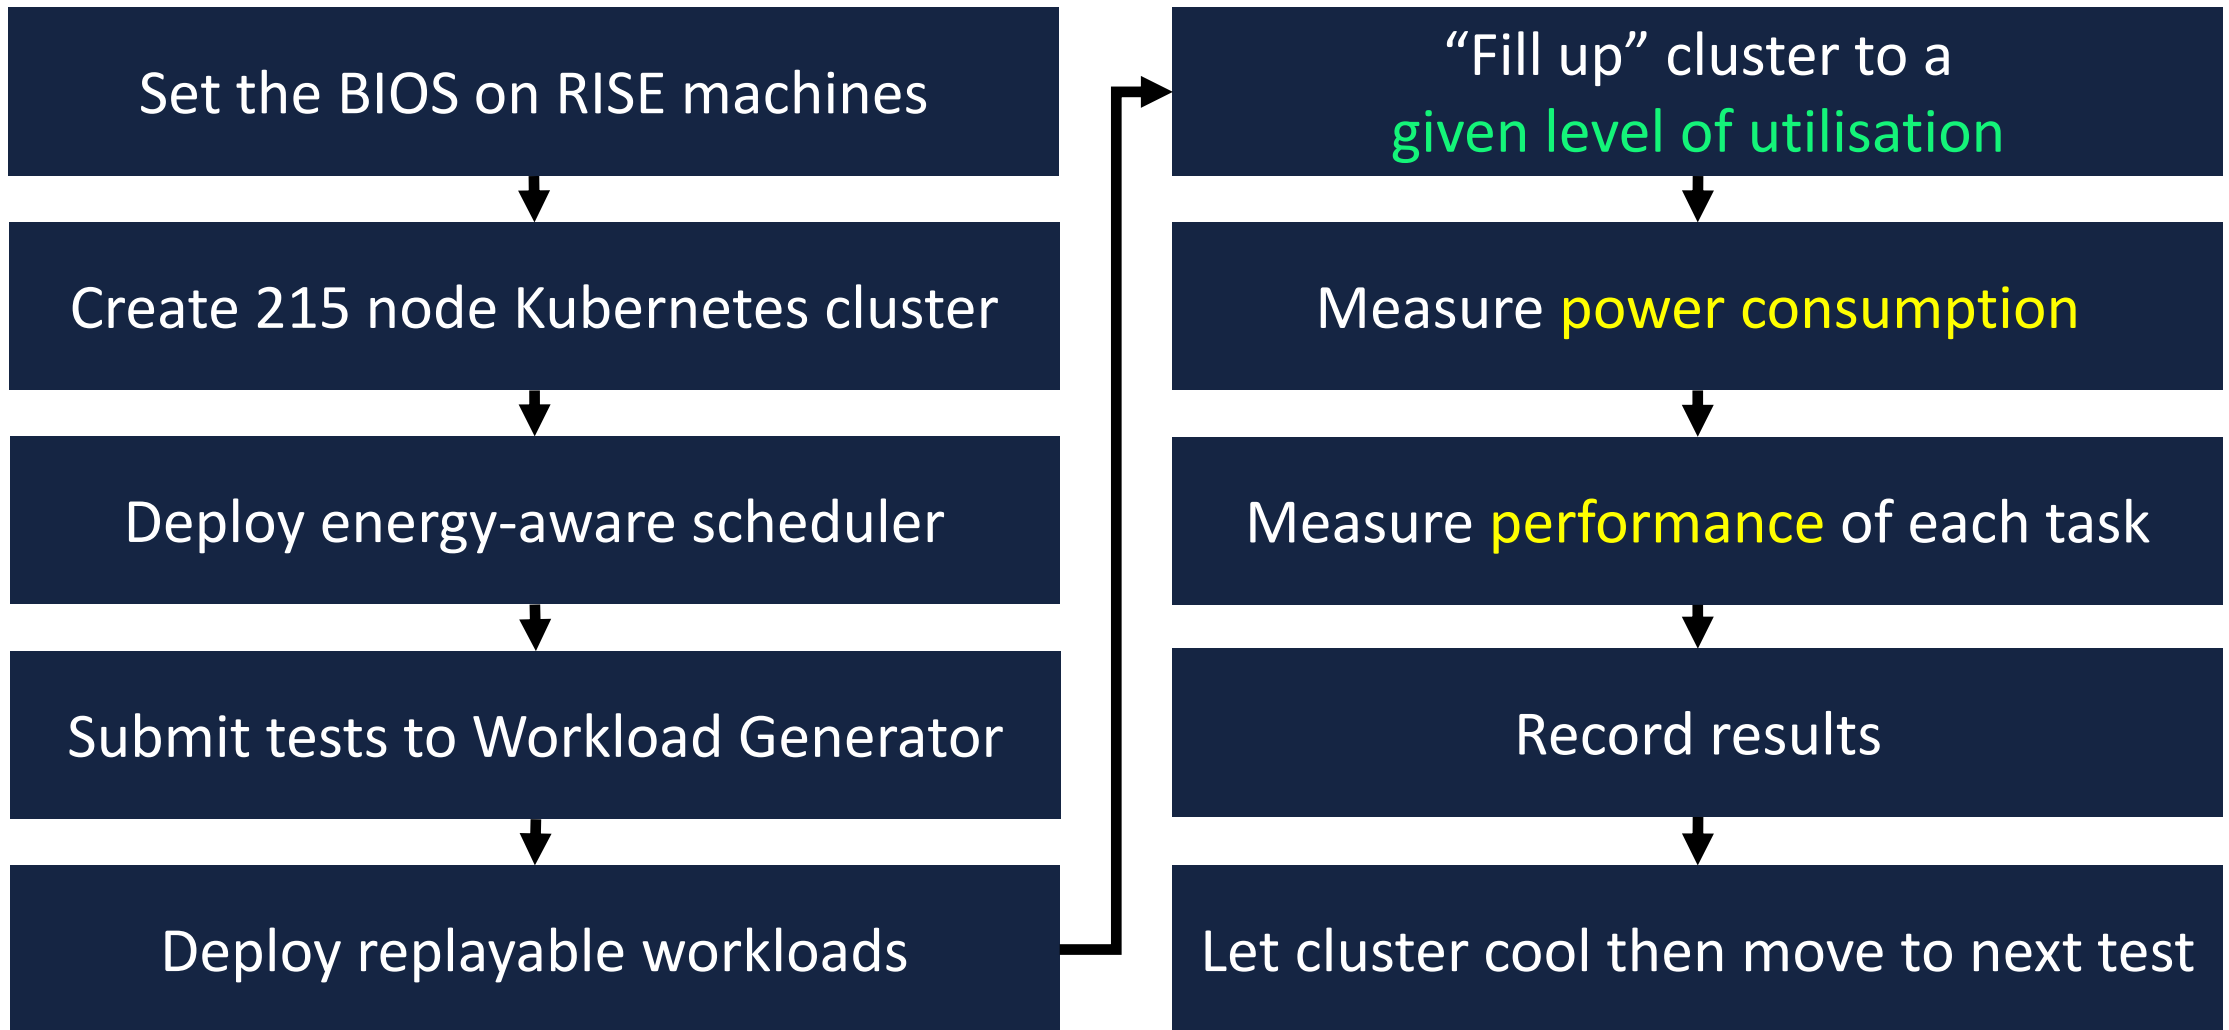 Set the BIOS on RISE machines
Create 215 node Kubernetes cluster
Deploy energy-aware scheduler
Submit tests to Workload Generator
Deploy replayable workloads
“Fill up” cluster to a
given level of utilisation
Measure power consumption
Measure performance of each task
Record results
Let cluster cool then move to next test